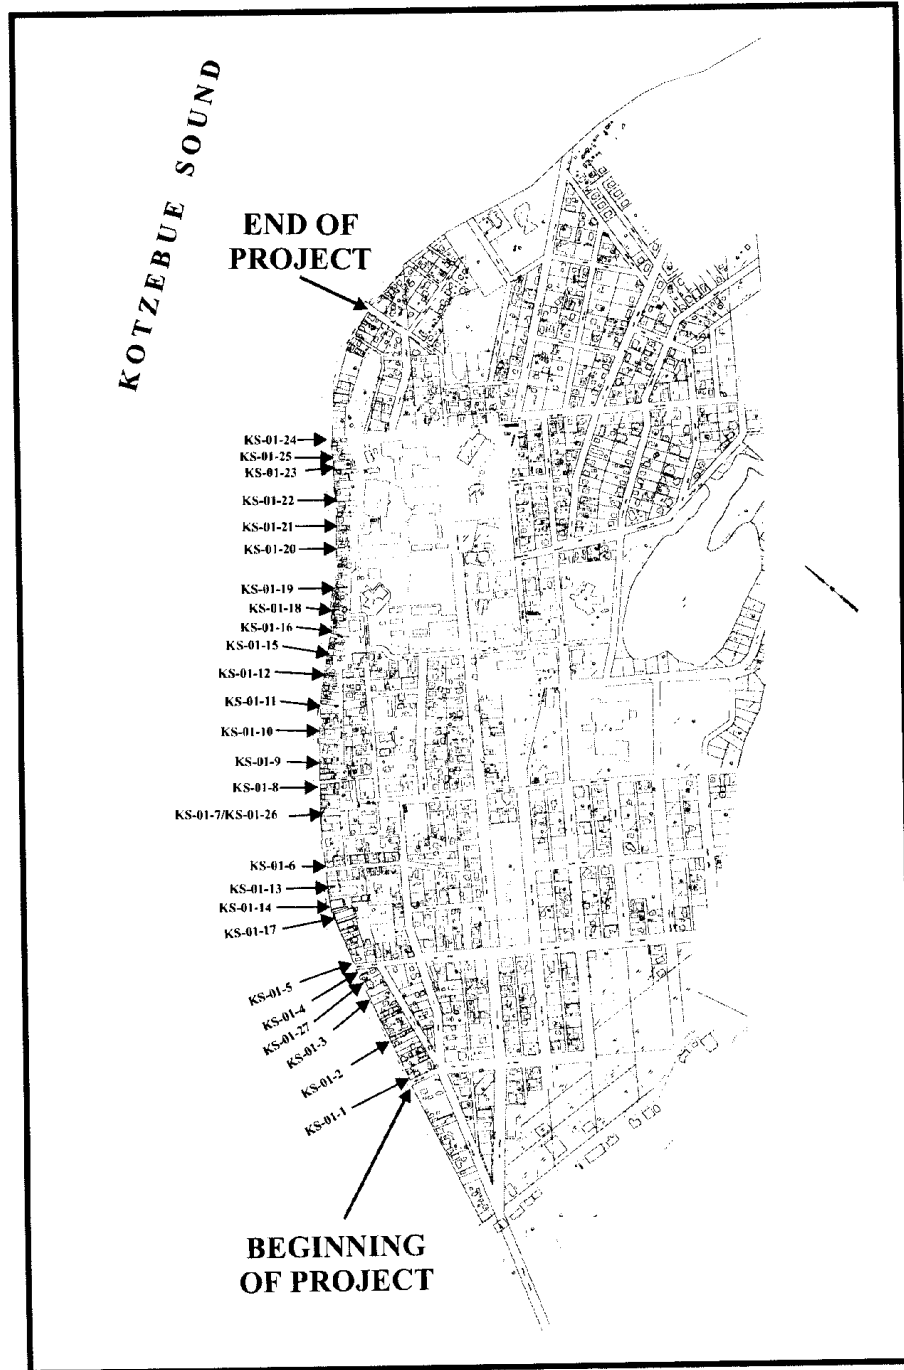 KOTZEBUE SOUND
END OF
PROJECT
KS-01-24
KS-01-25
KS-01-23
KS-01-22
KS-01-21
KS-01-20
KS-01-19
KS-01-18
KS-01-16
KS-01-15
KS-01-12
KS-01-11
KS-01-10
KS-01-9
KS-01-8
KS-01-7/KS-01-26
KS-01-6
KS-01-13
KS-01-14
KS-01-17
KS-01-5
KS-01-4
KS-01-27
KS-01-3
KS-01-2
KS-01-1
BEGINNING
OF PROJECT